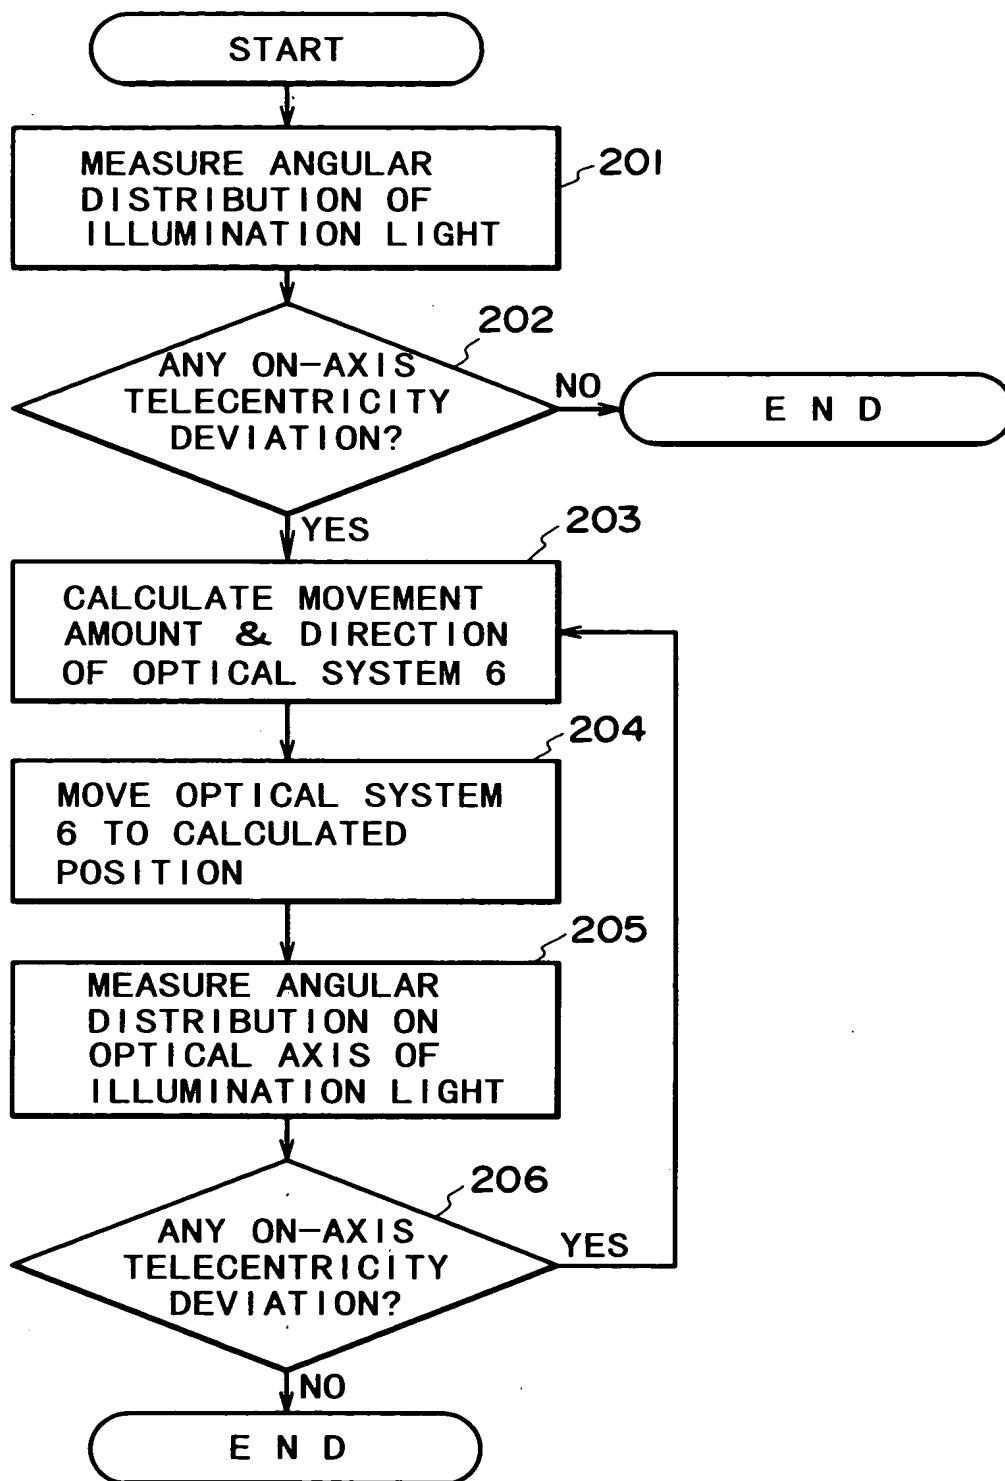 START
MEASURE ANGULAR
DISTRIBUTION OF
ILLUMINATION LIGHT
201
202
ANY ON-AXIS
TELECENTRICITY
DEVIATION?
NO
END
YES
203
CALCULATE MOVEMENT
AMOUNT & DIRECTION
OF OPTICAL SYSTEM 6
204
MOVE OPTICAL SYSTEM
6 TO CALCULATED
POSITION
205
MEASURE ANGULAR
DISTRIBUTION ON
OPTICAL AXIS OF
ILLUMINATION LIGHT
206
ANY ON-AXIS
TELECENTRICITY
DEVIATION?
YES
NO
END